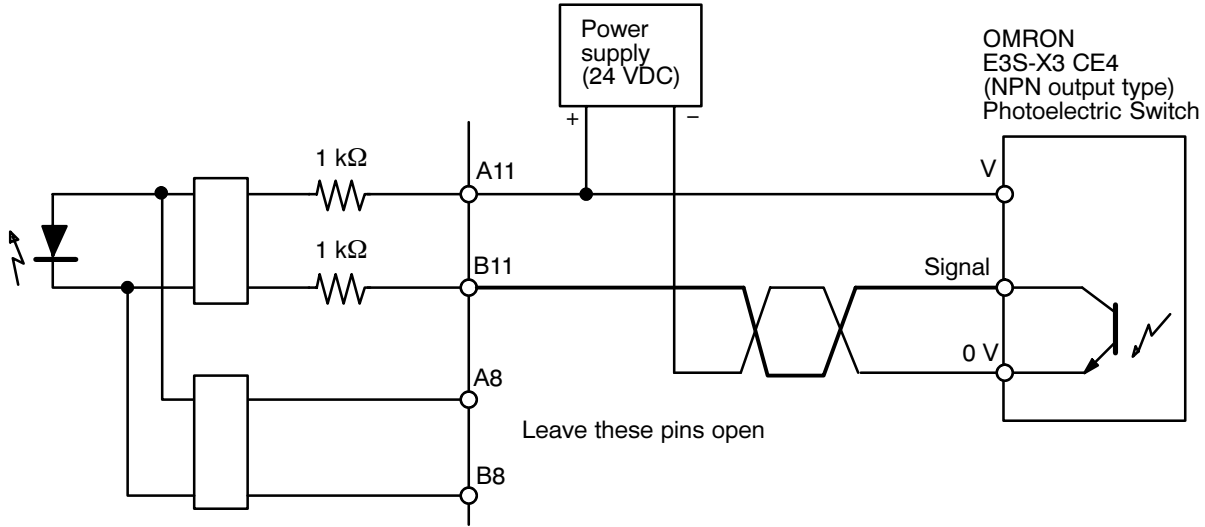 Power
supply
(24 VDC)
+
−
OMRON
E3S-X3 CE4
(NPN output type)
Photoelectric Switch
1 kΩ
A11
V
1 kΩ
B11
Signal
0 V
A8
Leave these pins open
B8